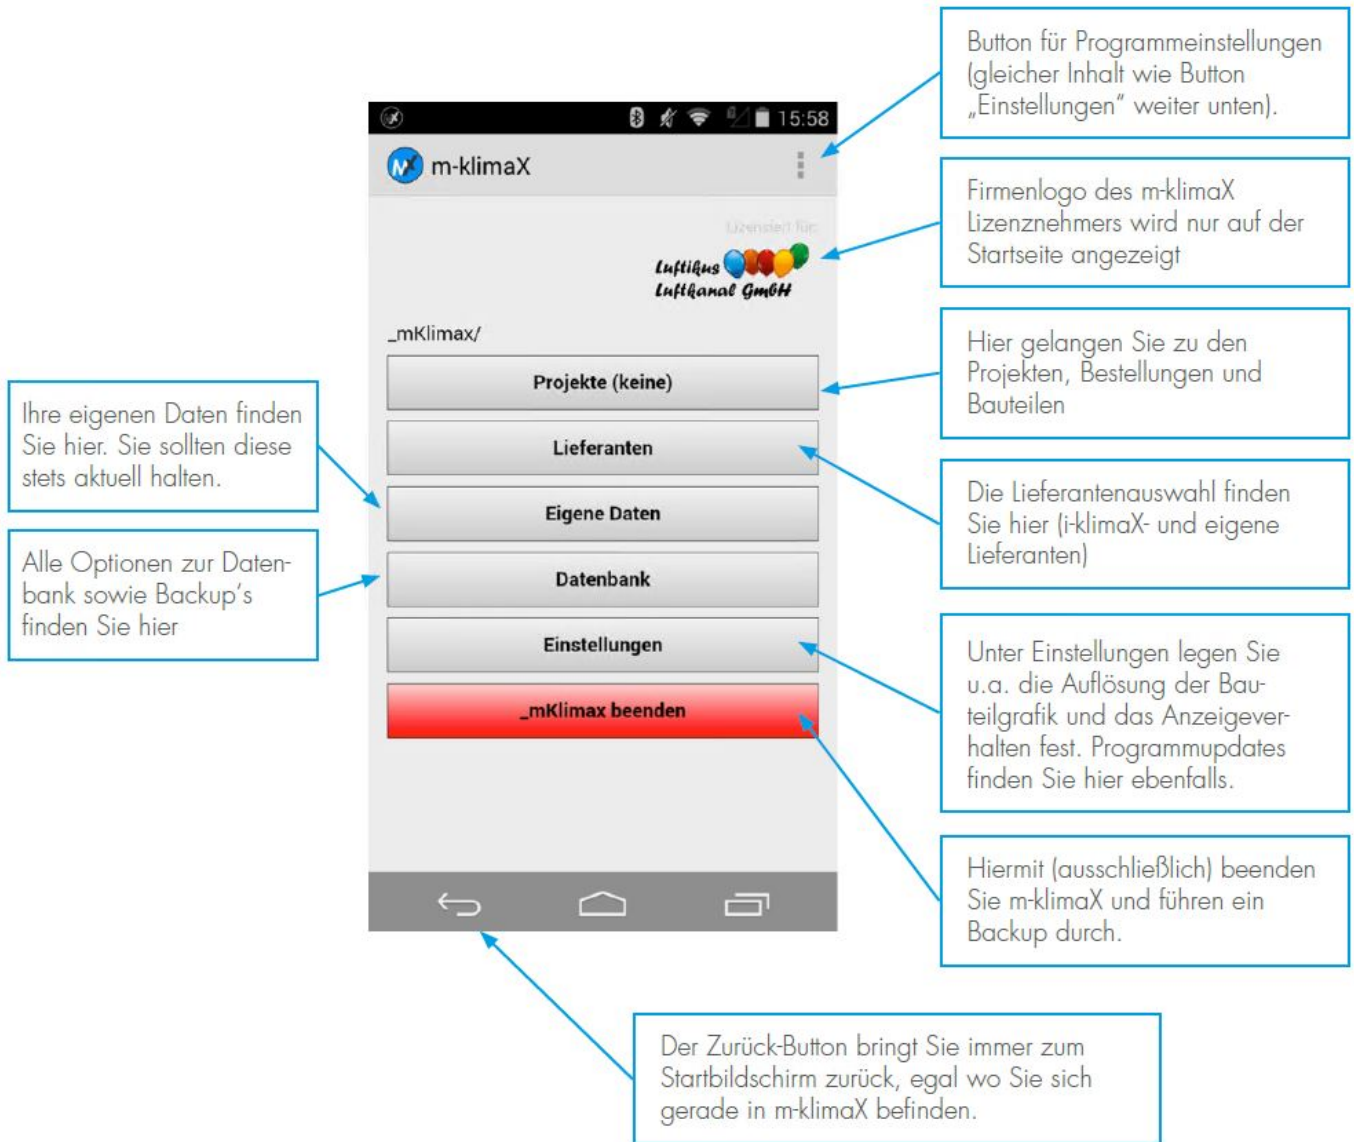 Button für Programmeinstellungen
(gleicher Inhalt wie Button
„Einstellungen“ weiter unten).
15:58
m-klimaX
Firmenlogo des m-klimaX
Lizenznehmers wird nur auf der
Startseite angezeigt
Lizensiert für:
Luftikus
Luftkanal GmbH
_mKlimax/
Projekte (keine)
Hier gelangen Sie zu den
Projekten, Bestellungen und
Bauteilen
Ihre eigenen Daten finden
Sie hier. Sie sollten diese
stets aktuell halten.
Lieferanten
Die Lieferantenauswahl finden
Sie hier (i-klimaX- und eigene
Lieferanten)
Eigene Daten
Alle Optionen zur Daten-
bank sowie Backup‘s
finden Sie hier
Datenbank
Einstellungen
Unter Einstellungen legen Sie
u.a. die Auflösung der Bau-
teilgrafik und das Anzeigever-
halten fest. Programmupdates
finden Sie hier ebenfalls.
_mKlimax beenden
Hiermit (ausschließlich) beenden
Sie m-klimaX und führen ein
Backup durch.
Der Zurück-Button bringt Sie immer zum
Startbildschirm zurück, egal wo Sie sich
gerade in m-klimaX befinden.